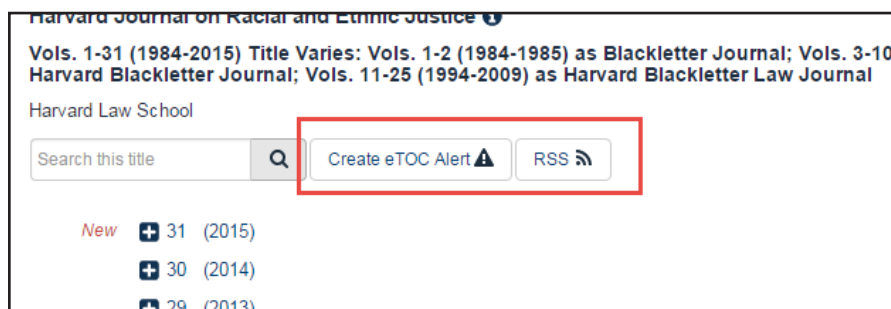 Harvard Journal on Racial and Ethnic Justice
Vols. 1-31 (1984-2015) Title Varies: Vols. 1-2 (1984-1985) as Blackletter Journal; Vols. 3-10
Harvard Blackletter Journal; Vols. 11-25 (1994-2009) as Harvard Blackletter Law Journal
Harvard Law School
Search this title Create eTOC Alert RSS
New 31 (2015)
30 (2014)
29 (2013)